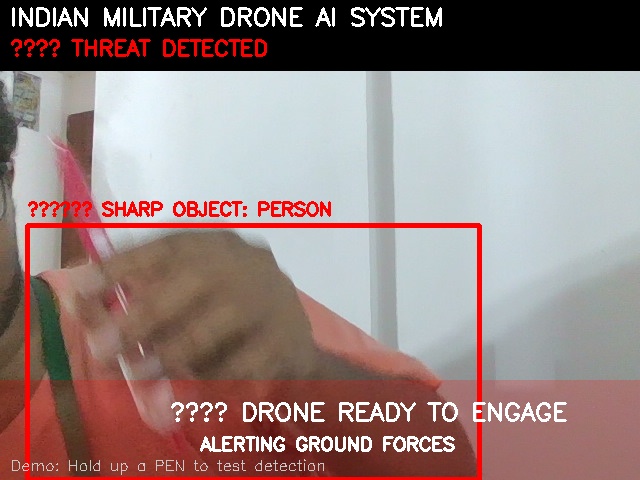 INDIAN MILITARY DRONE AI SYSTEM
???? THREAT DETECTED
?????? SHARP OBJECT: PERSON
???? DRONE READY TO ENGAGE
ALERTING GROUND FORCES
Demo: Hold up a PEN to test detection